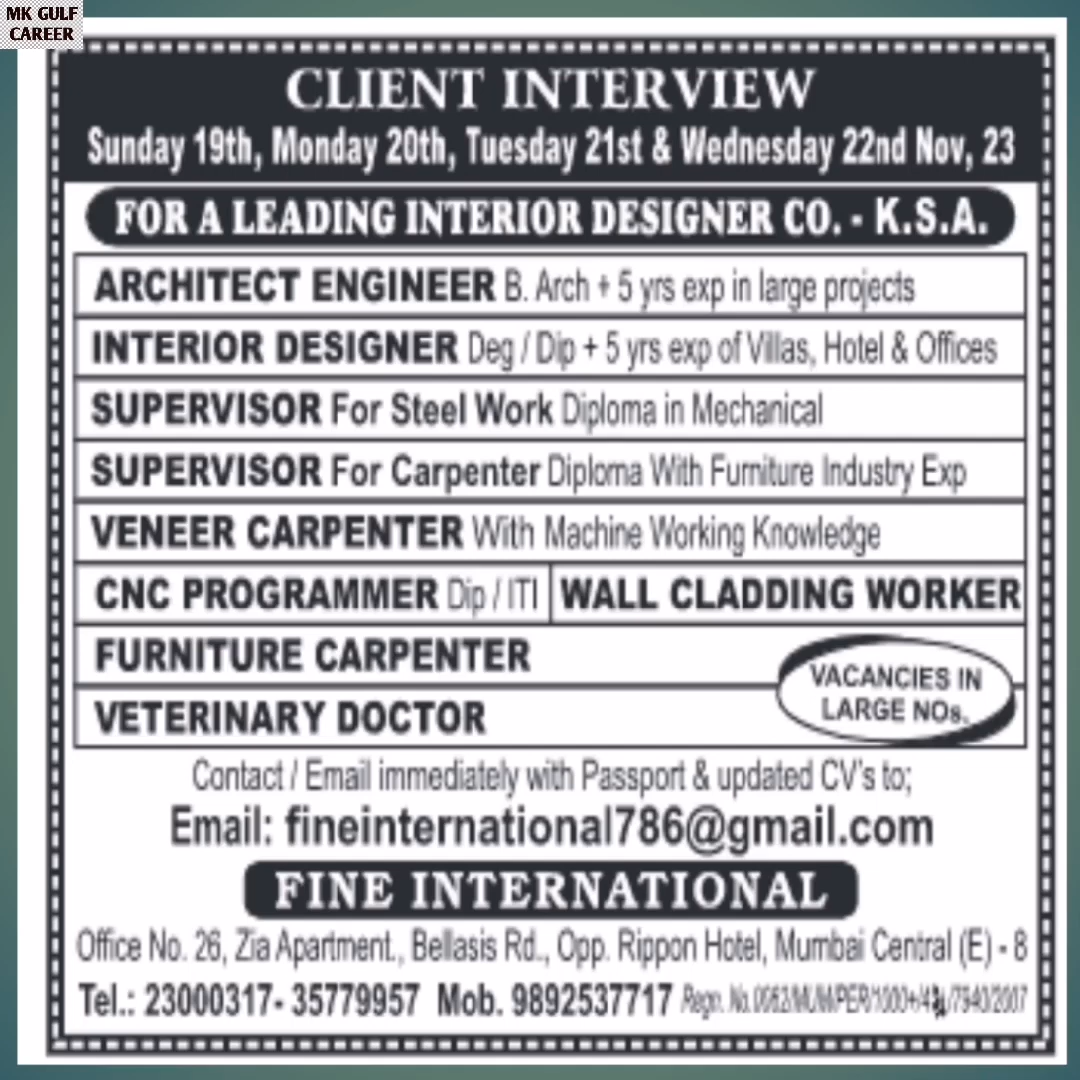 MK GULF
CAREER
CLIENT INTERVIEW
Sunday 19th, Monday 20th, Tuesday 21st & Wednesday 22nd Nov, 23
FOR A LEADING INTERIOR DESIGNER CO. - K.S.A.
ARCHITECT ENGINEER B. Arch + 5 yrs exp in large projects
INTERIOR DESIGNER Deg / Dip + 5 yrs exp of Villas, Hotel & Offices
SUPERVISOR For Steel Work Diploma in Mechanical
SUPERVISOR For Carpenter Diploma With Furniture Industry Exp
VENEER CARPENTER With Machine Working Knowledge
CNC PROGRAMMER Dip / ITI WALL CLADDING WORKER
FURNITURE CARPENTER
VETERINARY DOCTOR
VACANCIES IN
LARGE NOs.
Contact / Email immediately with Passport & updated CV's to;
Email: fineinternational786@gmail.com
FINE INTERNATIONAL
Office No. 26, Zia Apartment., Bellasis Rd., Opp. Rippon Hotel, Mumbai Central (E) - 8
Tel.: 23000317- 35779957 Mob. 9892537717 Regn. No.